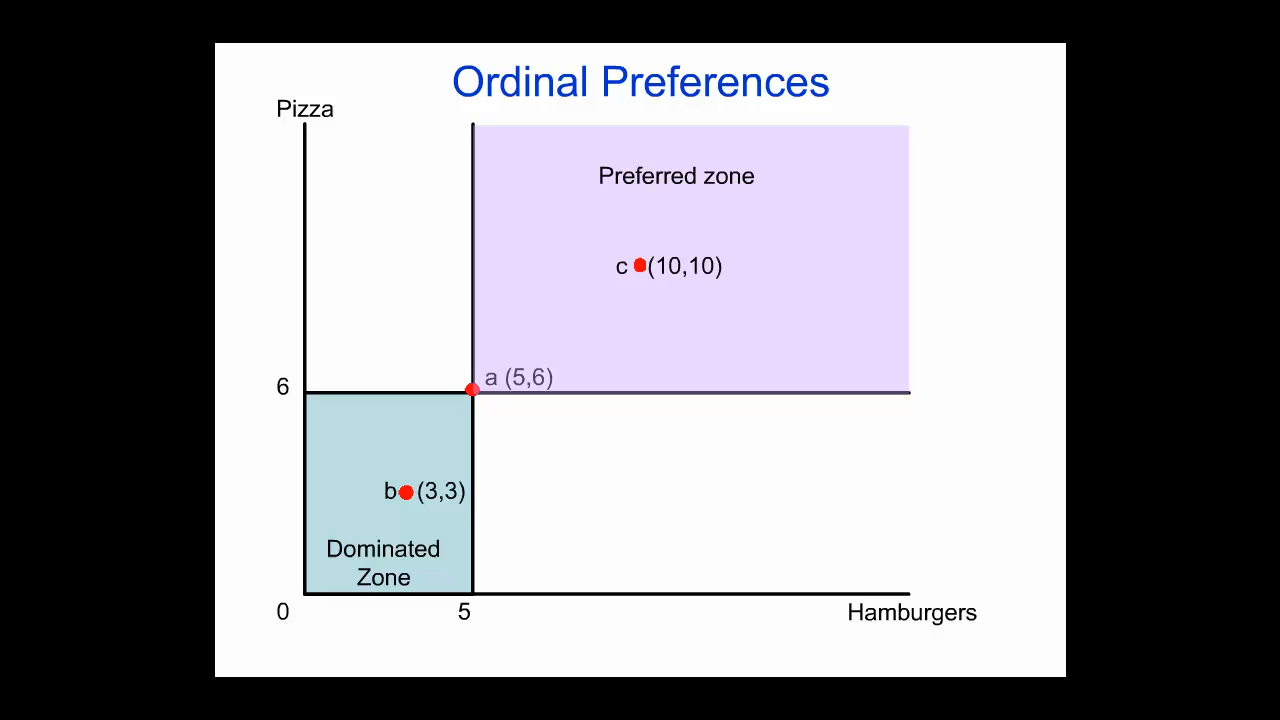 Ordinal Preferences
Pizza
Preferred zone
c (10,10)
a (5,6)
6
b (3,3)
Dominated
Zone
0
5
Hamburgers